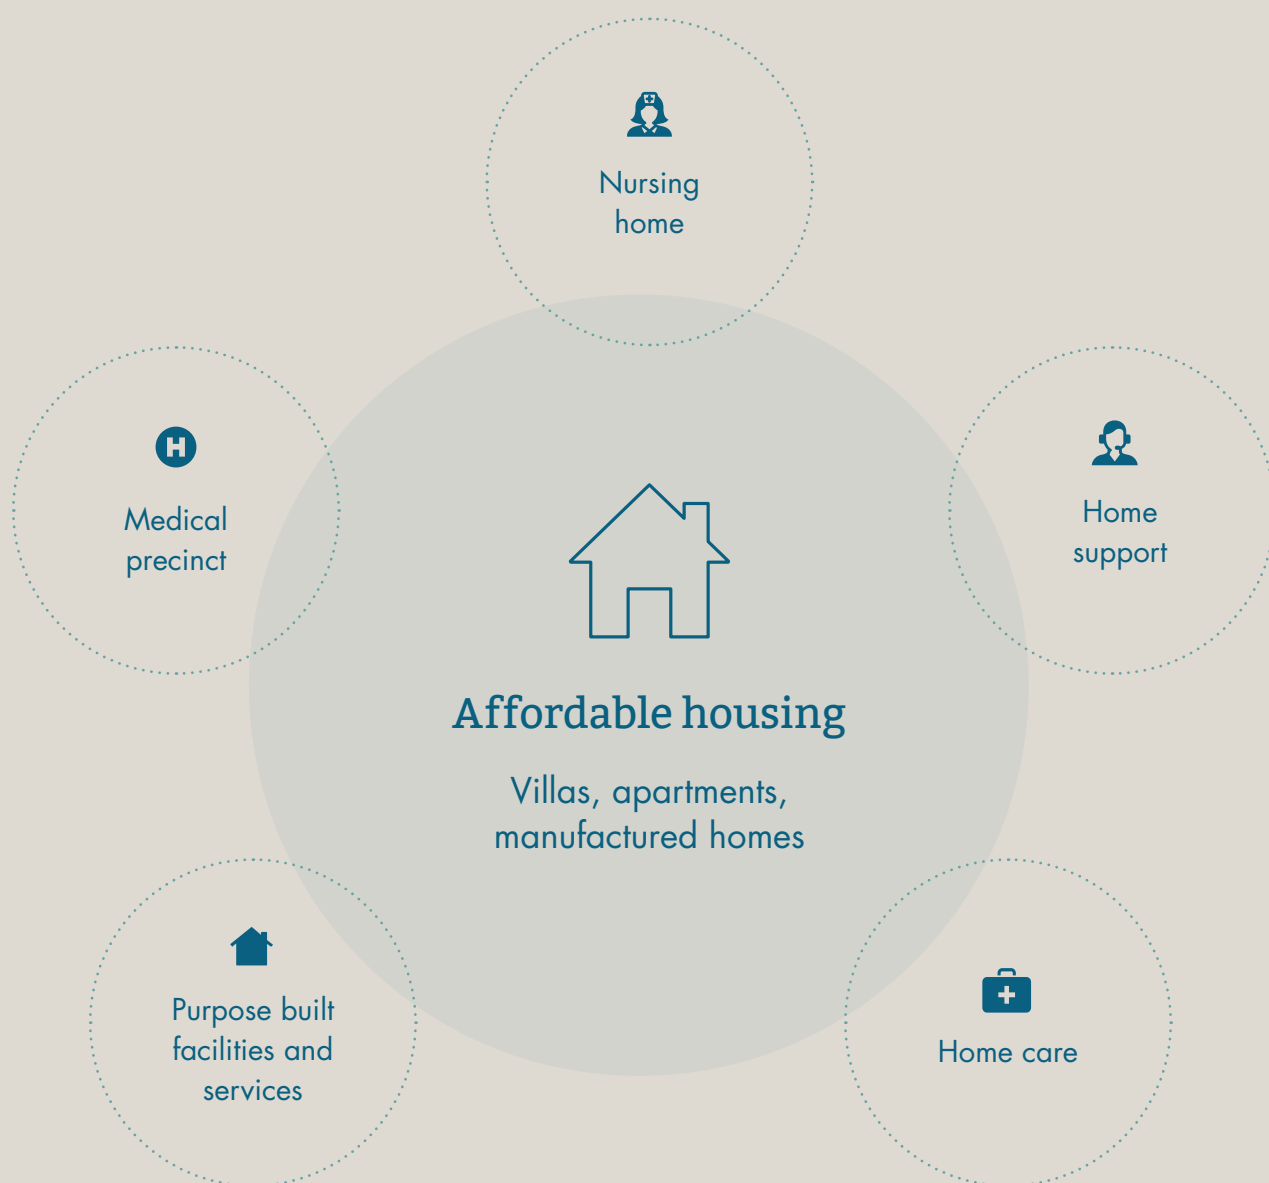 Nursing
home
H
Medical
precinct
Home
support
Affordable housing
Villas, apartments,
manufactured homes
Purpose built
facilities and
services
Home care